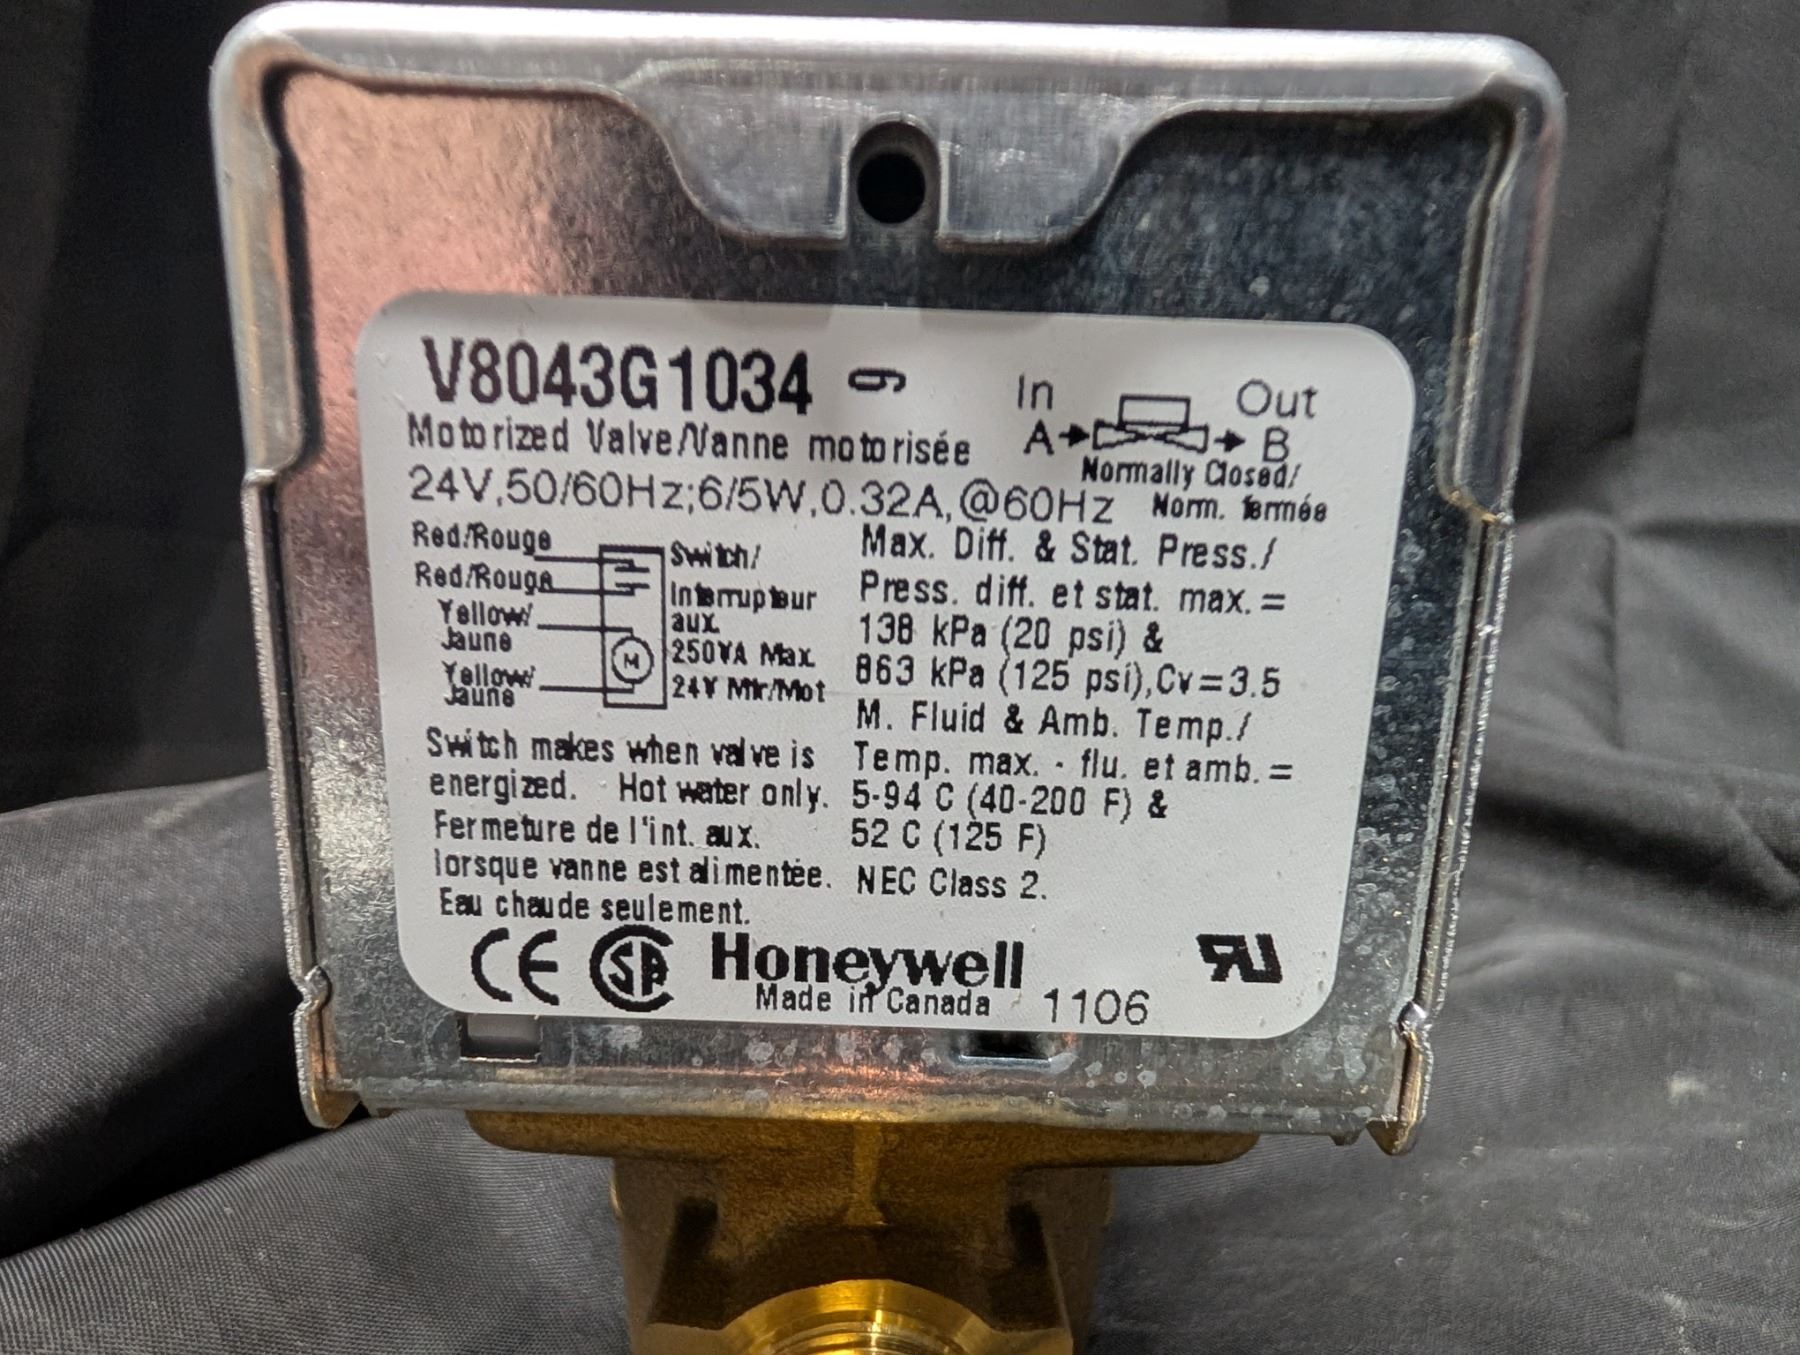 V8043G1034 6
Motorized Valve/Vanne motorisée
24V,50/60Hz;6/5W,0.32A,@60Hz
In Out
A B
Normally Closed/
Norm. fermée
Red/Rouge
Red/Rouge
Yellow/
Jaune
Yellow/
Jaune
M
Switch/
Interrupteur
aux.
250VA Max.
24V Mtr/Mot
Switch makes when valve is
energized. Hot water only.
Fermeture de l'int. aux.
lorsque vanne est alimentée.
Eau chaude seulement.
Max. Diff. & Stat. Press./
Press. diff. et stat. max.=
138 kPa (20 psi) &
863 kPa (125 psi),Cv=3.5
M. Fluid & Amb. Temp./
Temp. max. - flu. et amb.=
5-94 C (40-200 F) &
52 C (125 F)
NEC Class 2.
CE SA Honeywell RU
Made in Canada 1106